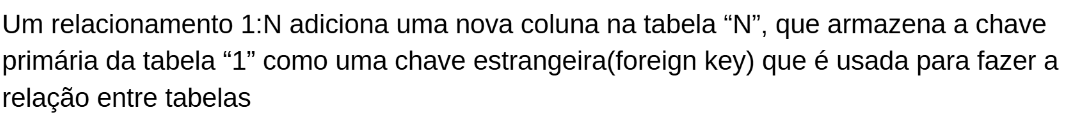 Um relacionamento 1:N adiciona uma nova coluna na tabela “N”, que armazena a chave
primária da tabela “1” como uma chave estrangeira(foreign key) que é usada para fazer a
relação entre tabelas